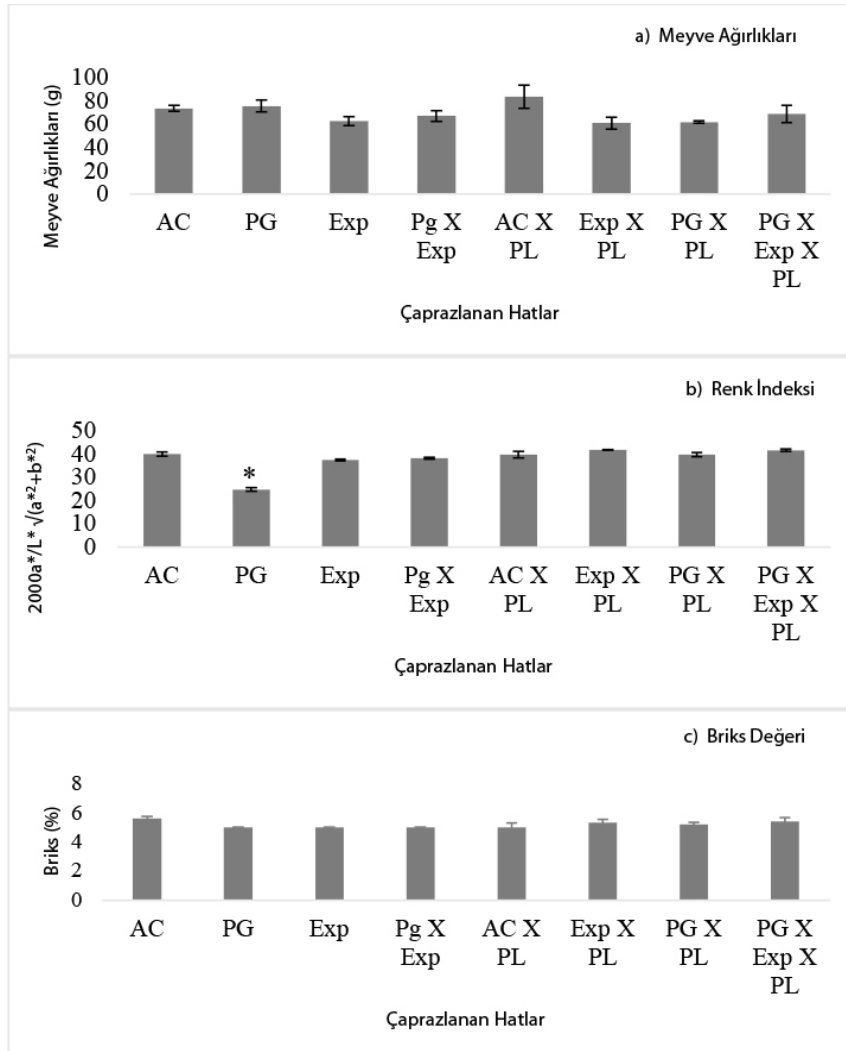 a) Meyve Ağırlıkları
Meyve Ağırlıkları (g)
100
80
60
40
20
0
AC PG Exp Pg X AC X Exp X PG X PG X
Exp PL PL PL Exp X
PL
Çaprazlanan Hatlar
b) Renk İndeksi
2000a*/L* √(a*²+b*²)
50
40
30
20
10
0
*
AC PG Exp Pg X AC X Exp X PG X PG X
Exp PL PL PL Exp X
PL
Çaprazlanan Hatlar
c) Briks Değeri
Briks (%)
8
6
4
2
0
AC PG Exp Pg X AC X Exp X PG X PG X
Exp PL PL PL Exp X
PL
Çaprazlanan Hatlar